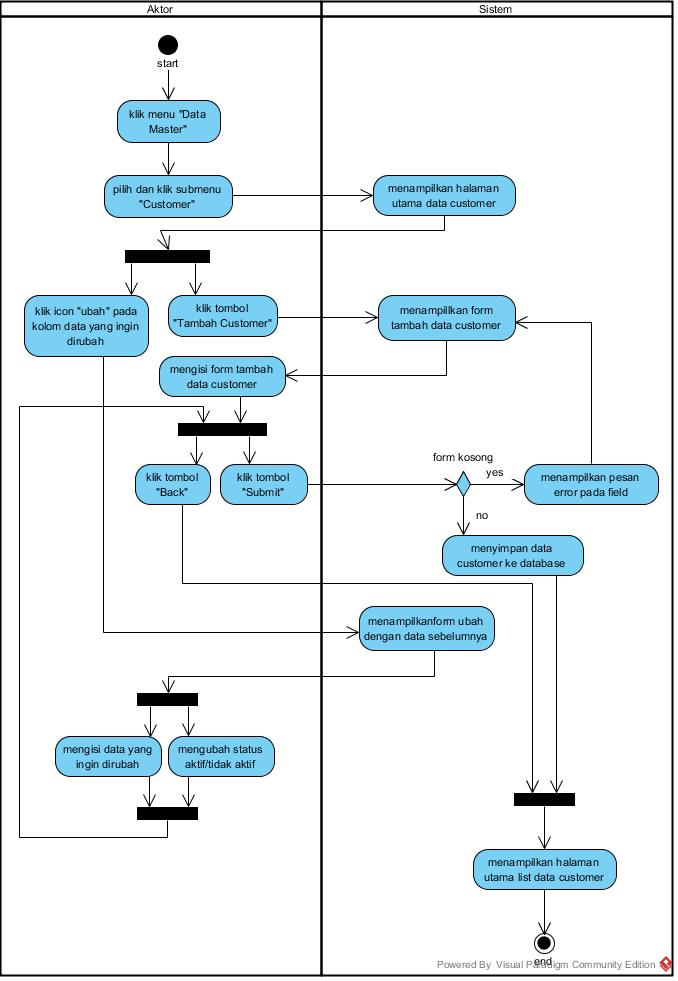 Aktor
Sistem
start
klik menu "Data
Master"
pilih dan klik submenu
"Customer"
menampilkan halaman
utama data customer
klik icon "ubah" pada
kolom data yang ingin
dirubah
klik tombol
"Tambah Customer"
menampillkan form
tambah data customer
mengisi form tambah
data customer
klik tombol
"Back"
klik tombol
"Submit"
form kosong
yes
menampilkan pesan
error pada field
no
menyimpan data
customer ke database
menampilkanform ubah
dengan data sebelumnya
mengisi data yang
ingin dirubah
mengubah status
aktif/tidak aktif
menampilkan halaman
utama list data customer
end
Powered By Visual Paradigm Community Edition